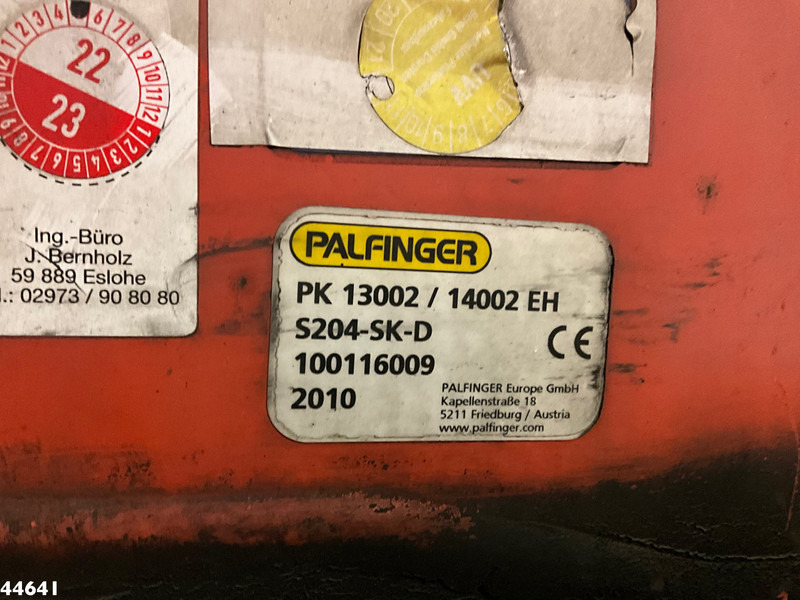 22
23
Ing.-Büro
J. Bernholz
59 889 Eslohe
.: 02973 / 90 80 80
PALFINGER
PK 13002 / 14002 EH
S204-SK-D
100116009
2010
CE
PALFINGER Europe GmbH
Kapellenstraße 18
5211 Friedburg / Austria
www.palfinger.com
44641